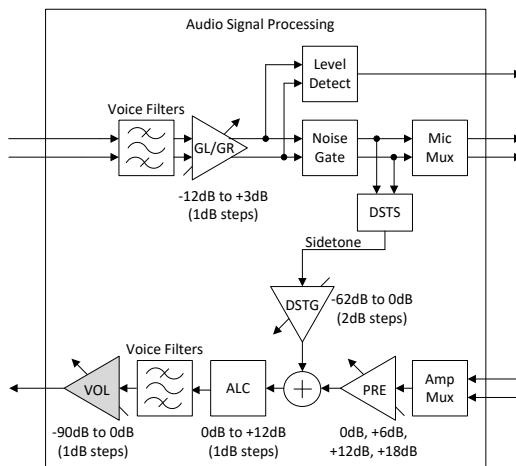 Audio Signal Processing
Level
Detect
Voice Filters
GL/GR
Noise
Gate
Mic
Mux
-12dB to +3dB
(1dB steps)
DSTS
Sidetone
DSTG
-62dB to 0dB
(2dB steps)
Voice Filters
VOL
ALC
PRE
Amp
Mux
-90dB to 0dB
(1dB steps)
0dB to +12dB
(1dB steps)
0dB, +6dB,
+12dB, +18dB